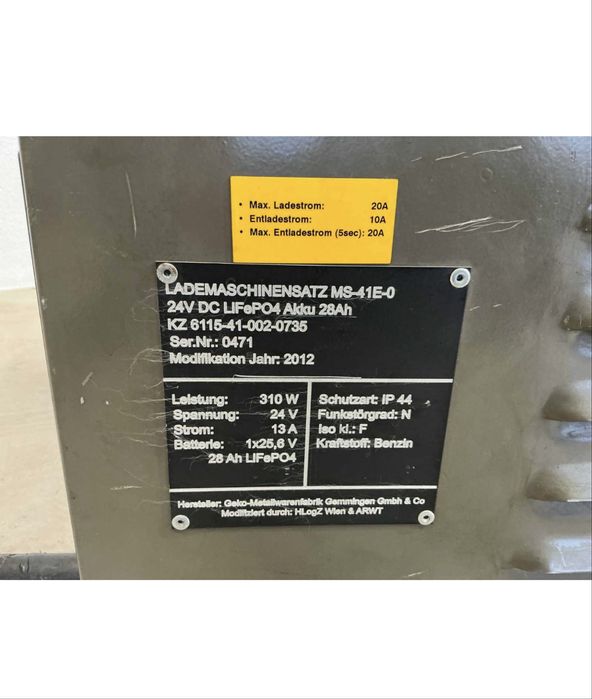 • Max. Ladestrom: 20A
• Entladestrom: 10A
• Max. Entladestrom (5sec): 20A
LADEMASCHINENSATZ MS-41E-0
24V DC LiFePO4 Akku 28Ah
KZ 6115-41-002-0735
Ser.Nr.: 0471
Modifikation Jahr: 2012
Leistung: 310 W
Spannung: 24 V
Strom: 13 A
Batterie: 1x25,6 V
28 Ah LiFePO4
Schutzart: IP 44
Funkstörgrad: N
Iso kl.: F
Kraftstoff: Benzin
Hersteller: Geko-Metallwarenfabrik Gemmingen GmbH & Co
Modifiziert durch: HLogZ Wien & ARWT